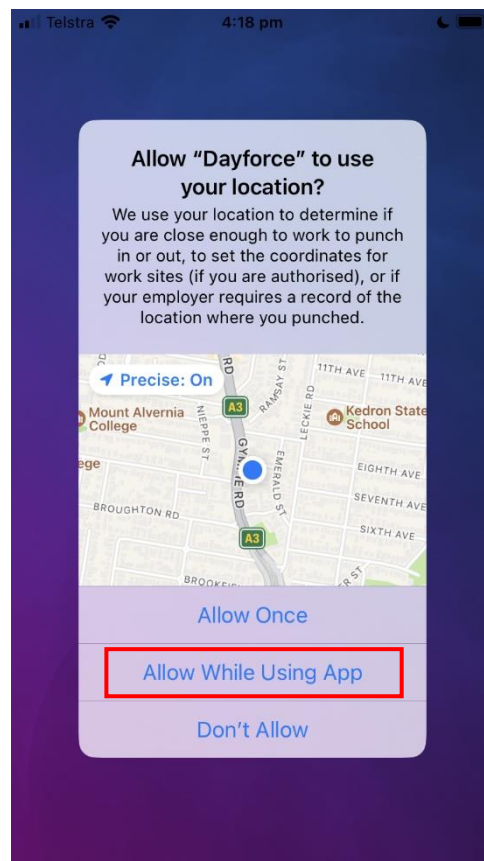 Telstra 4:18 pm
Allow “Dayforce” to use
your location?
We use your location to determine if
you are close enough to work to punch
in or out, to set the coordinates for
work sites (if you are authorised), or if
your employer requires a record of the
location where you punched.
Precise: On
RD
RAMSAY ST
11TH AVE
11TH AVE
A3
Mount Alvernia
College
NIEPPE ST
LECKIE RD
Kedron State
School
ege
EMERALD ST
EIGHTH AVE
RD
SEVENTH AVE
BROUGHTON RD
SIXTH AVE
A3
ST
Allow Once
Allow While Using App
Don’t Allow